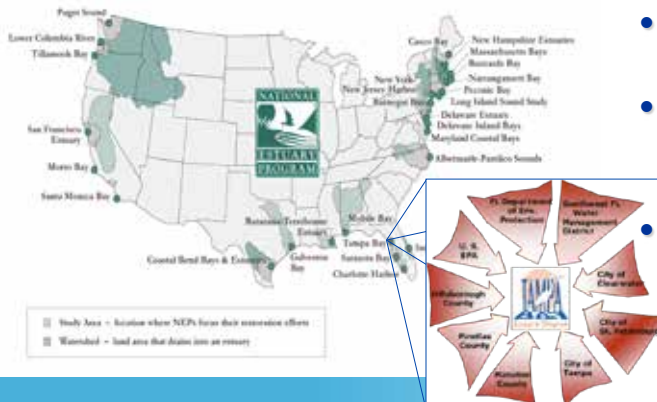 Puget Sound
Lower Columbia River
Tillamook Bay
San Francisco
Estuary
Morro Bay
Santa Monica Bay
NATIONAL
ESTUARY
PROGRAM
Casco Bay
New Hampshire Estuaries
Massachusetts Bays
Buzzards Bay
Narragansett Bay
New York
New Jersey Harbor
Peconic Bay
Barnegat Bay
Long Island Sound Study
Delaware Estuary
Delaware Inland Bays
Maryland Coastal Bays
Albemarle-Pamlico Sounds
Barataria-Terrebonne
Estuary
Mobile Bay
Coastal Bend Bays & Estuaries
Galveston
Bay
Tampa Bay
Sarasota Bay
Charlotte Harbor
Study Area – location where NEPs focus their restoration efforts
Watershed – land area that drains into an estuary
FL Department
of Env.
Protection
Southwest FL
Water
Management
District
U. S.
EPA
City of
Clearwater
Hillsborough
County
City of
St. Petersburg
Pinellas
County
Manatee
County
City of
Tampa